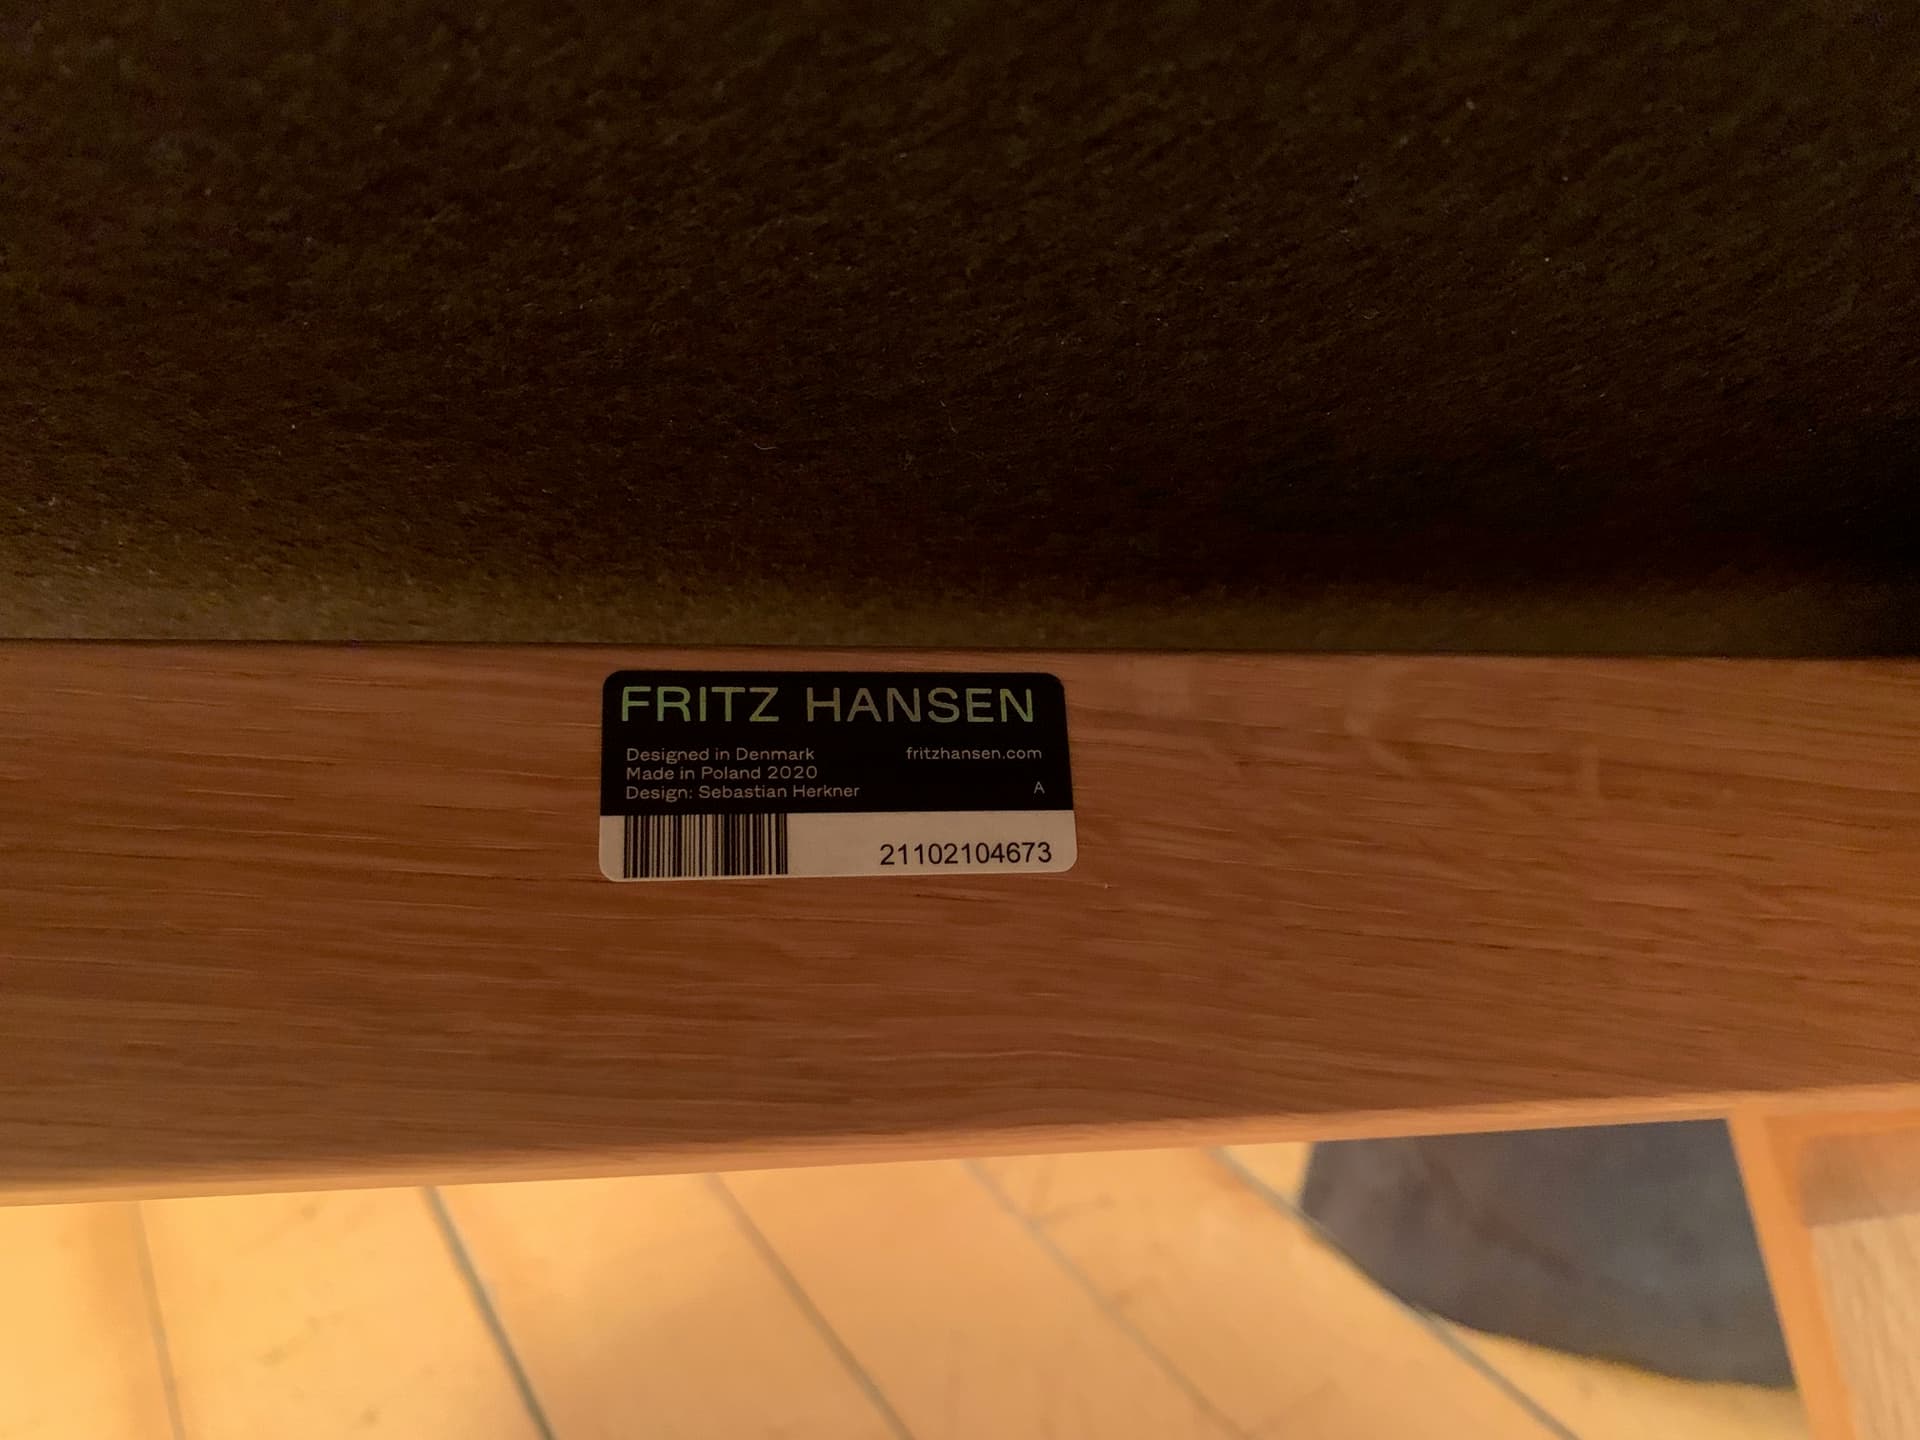 FRITZ HANSEN
Designed in Denmark fritzhansen.com
Made in Poland 2020
Design: Sebastian Herkner A
21102104673